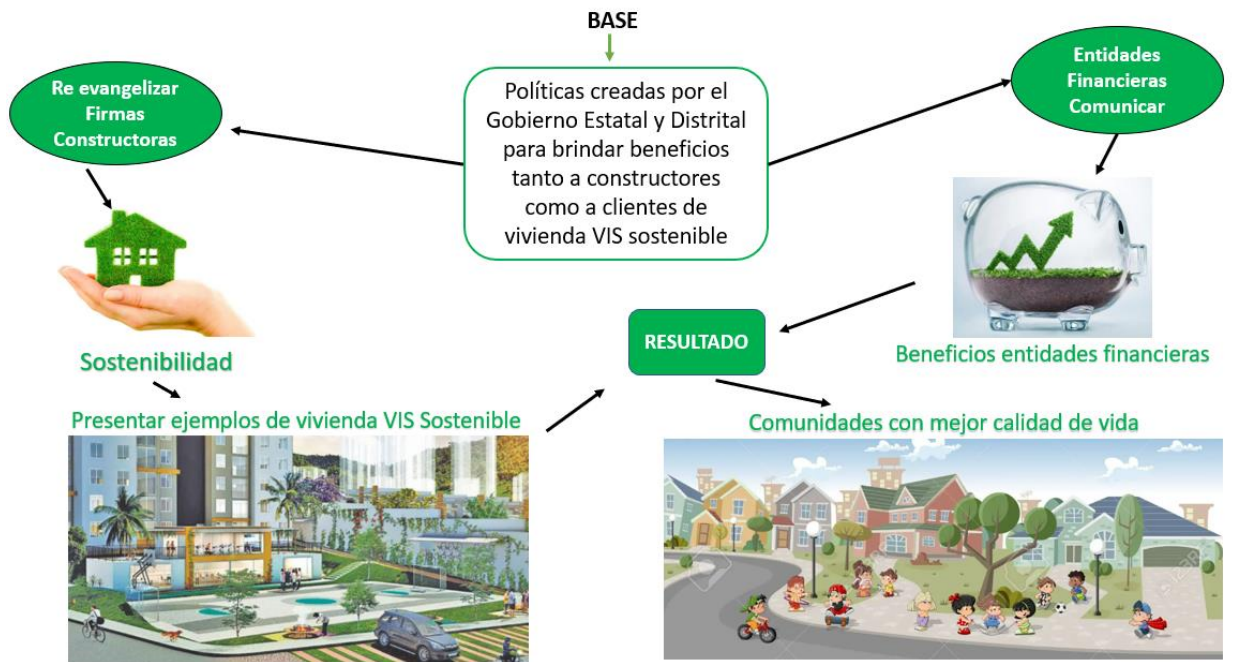 BASE
Re evangelizar
Firmas
Constructoras
Políticas creadas por el
Gobierno Estatal y Distrital
para brindar beneficios
tanto a constructores
como a clientes de
vivienda VIS sostenible
Entidades
Financieras
Comunicar
Sostenibilidad
RESULTADO
Beneficios entidades financieras
Presentar ejemplos de vivienda VIS Sostenible
Comunidades con mejor calidad de vida